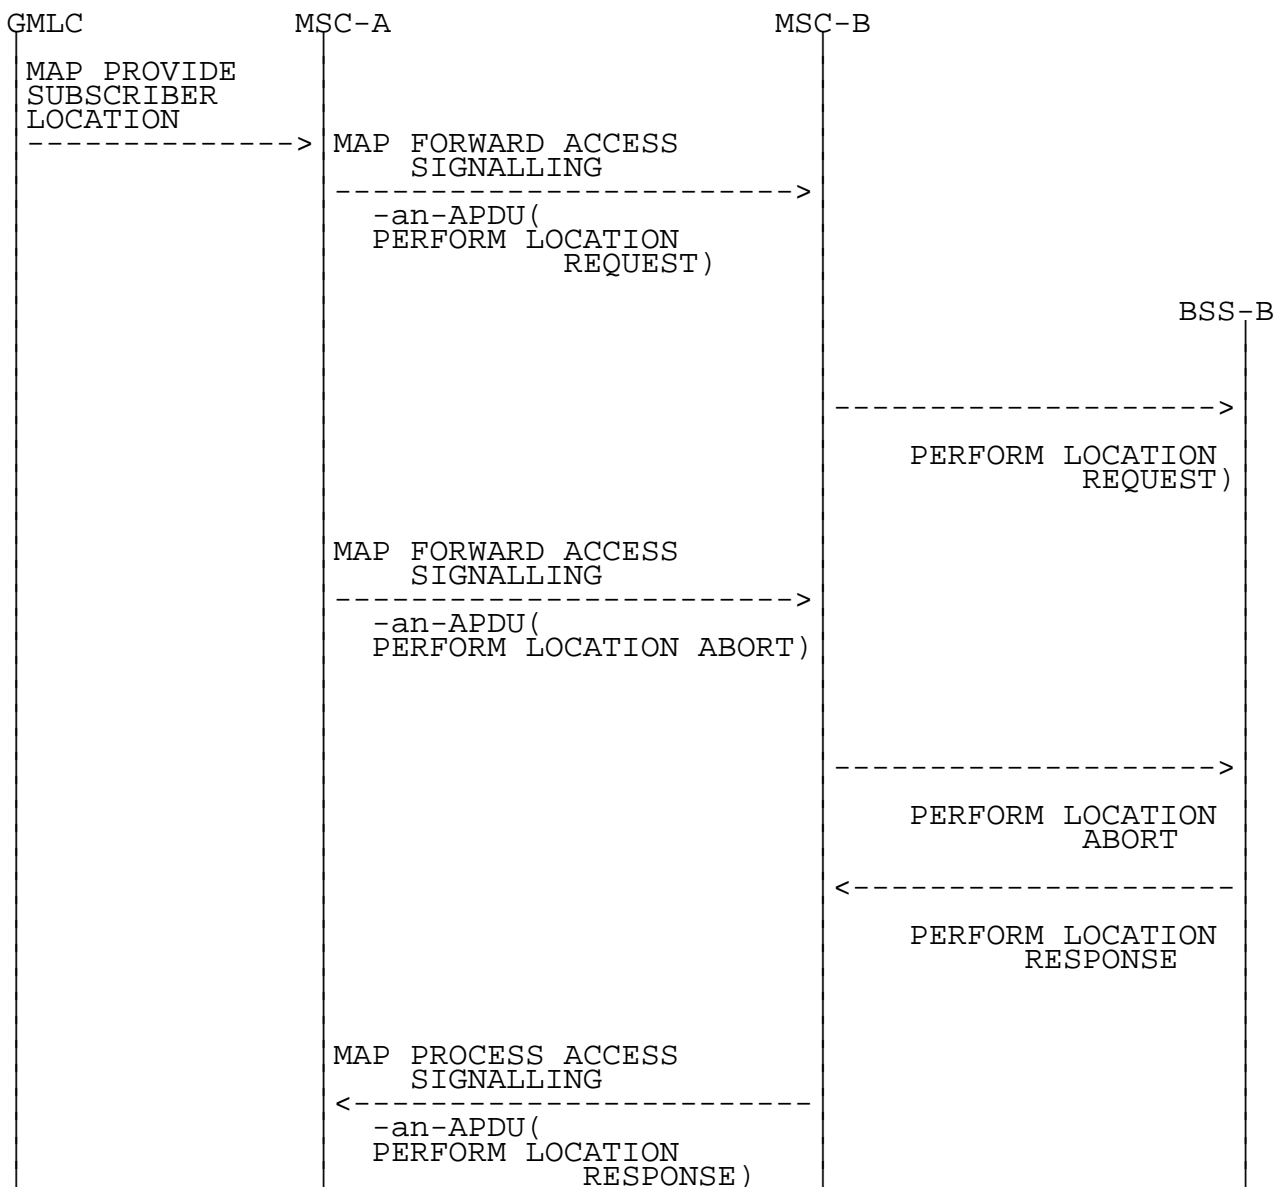 GMLC MSC-A MSC-B
MAP PROVIDE
SUBSCRIBER
LOCATION
--------------> MAP FORWARD ACCESS
SIGNALLING
------------------------>
-an-APDU(
PERFORM LOCATION
REQUEST)
BSS-B
-------------------->
PERFORM LOCATION
REQUEST)
MAP FORWARD ACCESS
SIGNALLING
------------------------>
-an-APDU(
PERFORM LOCATION ABORT)
-------------------->
PERFORM LOCATION
ABORT
<--------------------
PERFORM LOCATION
RESPONSE
MAP PROCESS ACCESS
SIGNALLING
<------------------------
-an-APDU(
PERFORM LOCATION
RESPONSE)